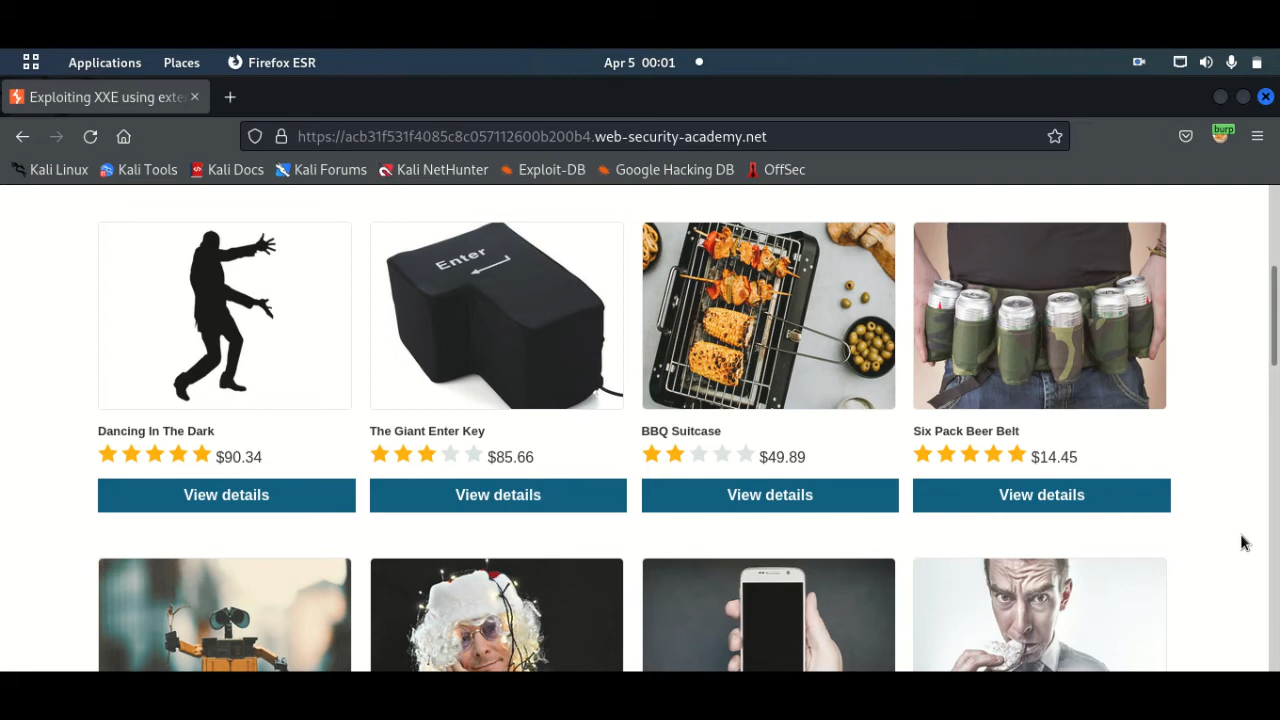 Applications Places Firefox ESR Apr 5 00:01
Exploiting XXE using exte
https://acb31f531f4085c8c057112600b200b4.web-security-academy.net
burp
Kali Linux Kali Tools Kali Docs Kali Forums Kali NetHunter Exploit-DB Google Hacking DB OffSec
Enter
Dancing In The Dark The Giant Enter Key BBQ Suitcase Six Pack Beer Belt
$90.34 $85.66 $49.89 $14.45
View details View details View details View details